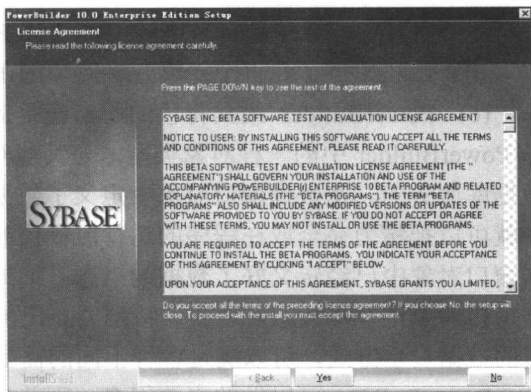 PowerBuilder 10.0 Enterprise Edition Setup
License Agreement
Please read the following license agreement carefully.
Press the PAGE DOWN key to see the rest of the agreement.
SYBASE, INC. BETA SOFTWARE TEST AND EVALUATION LICENSE AGREEMENT
NOTICE TO USER: BY INSTALLING THIS SOFTWARE YOU ACCEPT ALL THE TERMS
AND CONDITIONS OF THIS AGREEMENT. PLEASE READ IT CAREFULLY.
THIS BETA SOFTWARE TEST AND EVALUATION LICENSE AGREEMENT (THE "
AGREEMENT") SHALL GOVERN YOUR INSTALLATION AND USE OF THE
ACCOMPANYING POWERBUILDER(r) ENTERPRISE 10 BETA PROGRAM AND RELATED
EXPLANATORY MATERIALS (THE "BETA PROGRAMS"). THE TERM "BETA
PROGRAMS" ALSO SHALL INCLUDE ANY MODIFIED VERSIONS OR UPDATES OF THE
SOFTWARE PROVIDED TO YOU BY SYBASE. IF YOU DO NOT ACCEPT OR AGREE
WITH THESE TERMS, YOU MAY NOT INSTALL OR USE THE BETA PROGRAMS.
YOU ARE REQUIRED TO ACCEPT THE TERMS OF THE AGREEMENT BEFORE YOU
CONTINUE TO INSTALL THE BETA PROGRAMS. YOU INDICATE YOUR ACCEPTANCE
OF THIS AGREEMENT BY CLICKING "I ACCEPT" BELOW.
UPON YOUR ACCEPTANCE OF THIS AGREEMENT, SYBASE GRANTS YOU A LIMITED,
SYBASE
Do you accept all the terms of the preceding license agreement? If you choose No, the setup will
close. To proceed with the install you must accept this agreement.
InstallShield
< Back
Yes
No